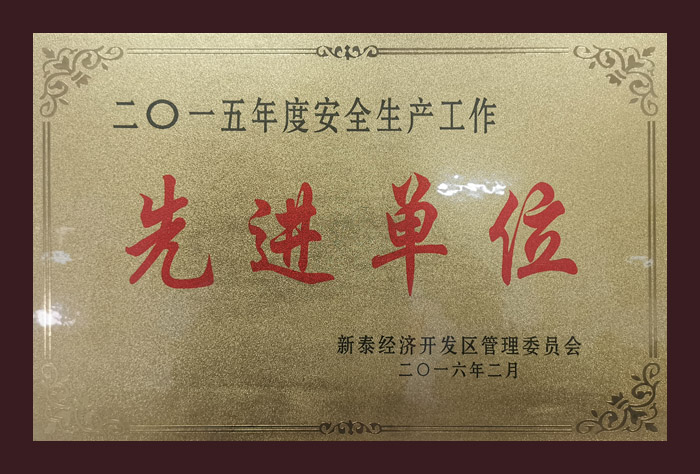 二〇一五年度安全生产工作
先进单位
新泰经济开发区管理委员会
二〇一六年二月